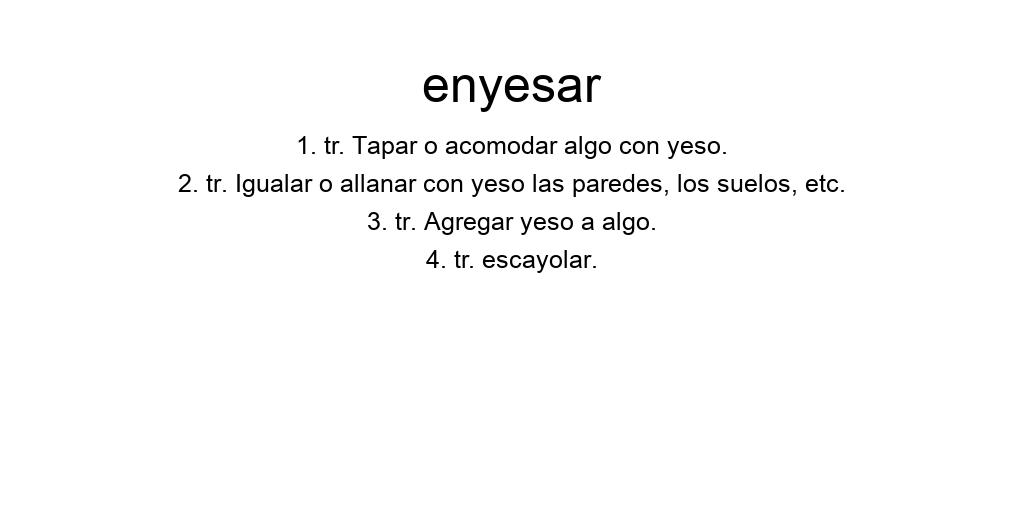 enyesar
1. tr. Tapar o acomodar algo con yeso.
2. tr. Igualar o allanar con yeso las paredes, los suelos, etc.
3. tr. Agregar yeso a algo.
4. tr. escayolar.